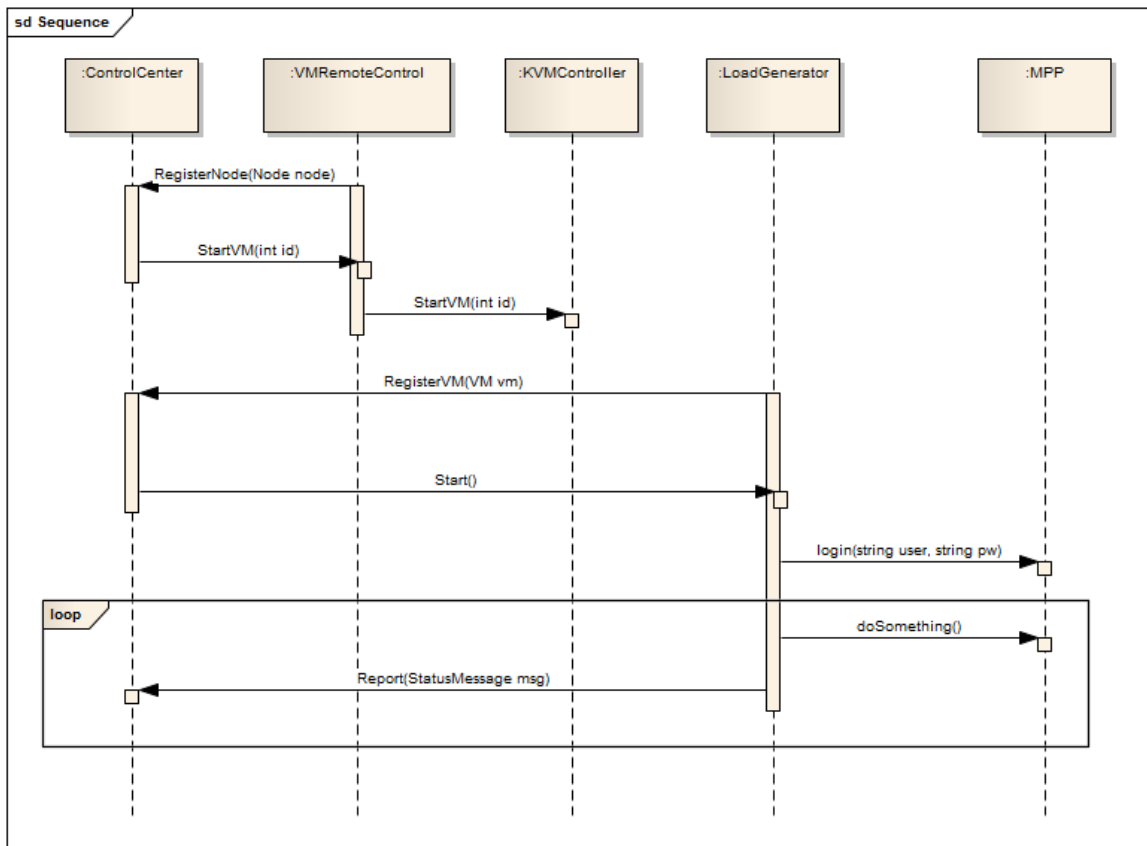 sd Sequence
:ControlCenter
:VMRemoteControl
:KVMController
:LoadGenerator
:MPP
RegisterNode(Node node)
StartVM(int id)
StartVM(int id)
RegisterVM(VM vm)
Start()
login(string user, string pw)
loop
doSomething()
Report(StatusMessage msg)